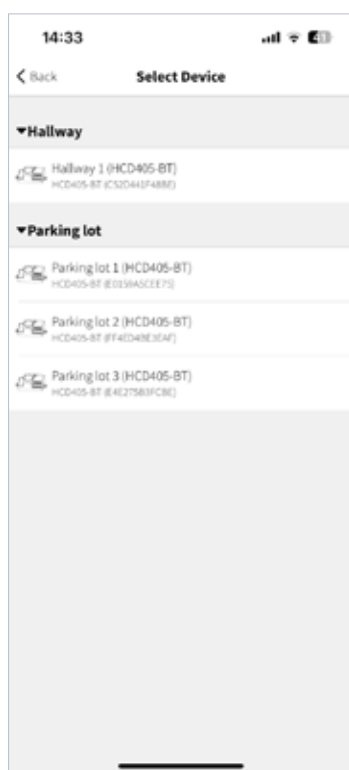 14:33
Back
Select Device
▼Hallway
Hallway 1 (HCD405-BT)
▼Parking lot
Parking lot 1 (HCD405-BT)
Parking lot 2 (HCD405-BT)
Parking lot 3 (HCD405-BT)